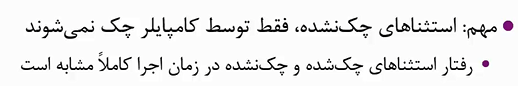 • مهم: استثناهای چک‌نشده، فقط توسط کامپایلر چک نمی‌شوند
• رفتار استثناهای چک‌شده و چک‌نشده در زمان اجرا کاملاً مشابه است